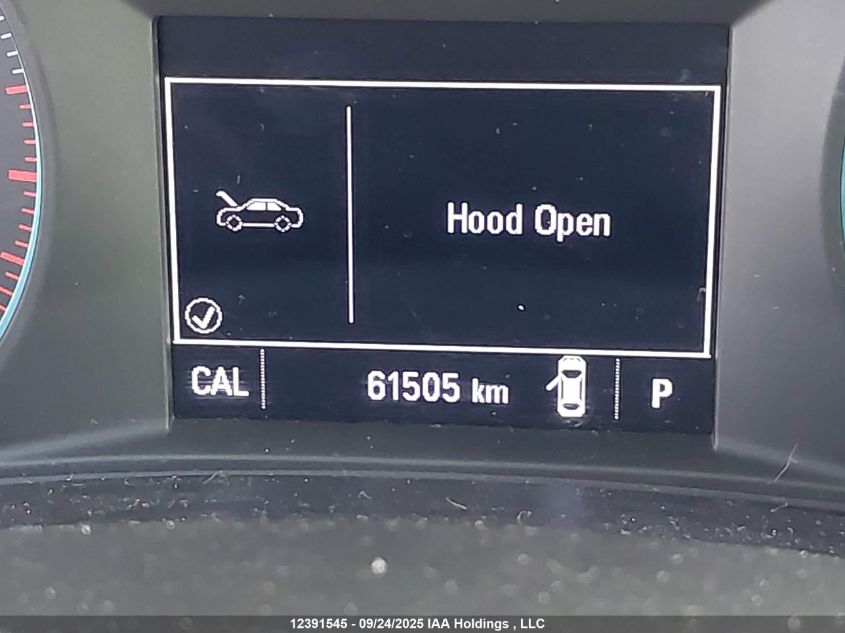 Hood Open
CAL 61505 km P
12391545 - 09/24/2025 IAA Holdings , LLC